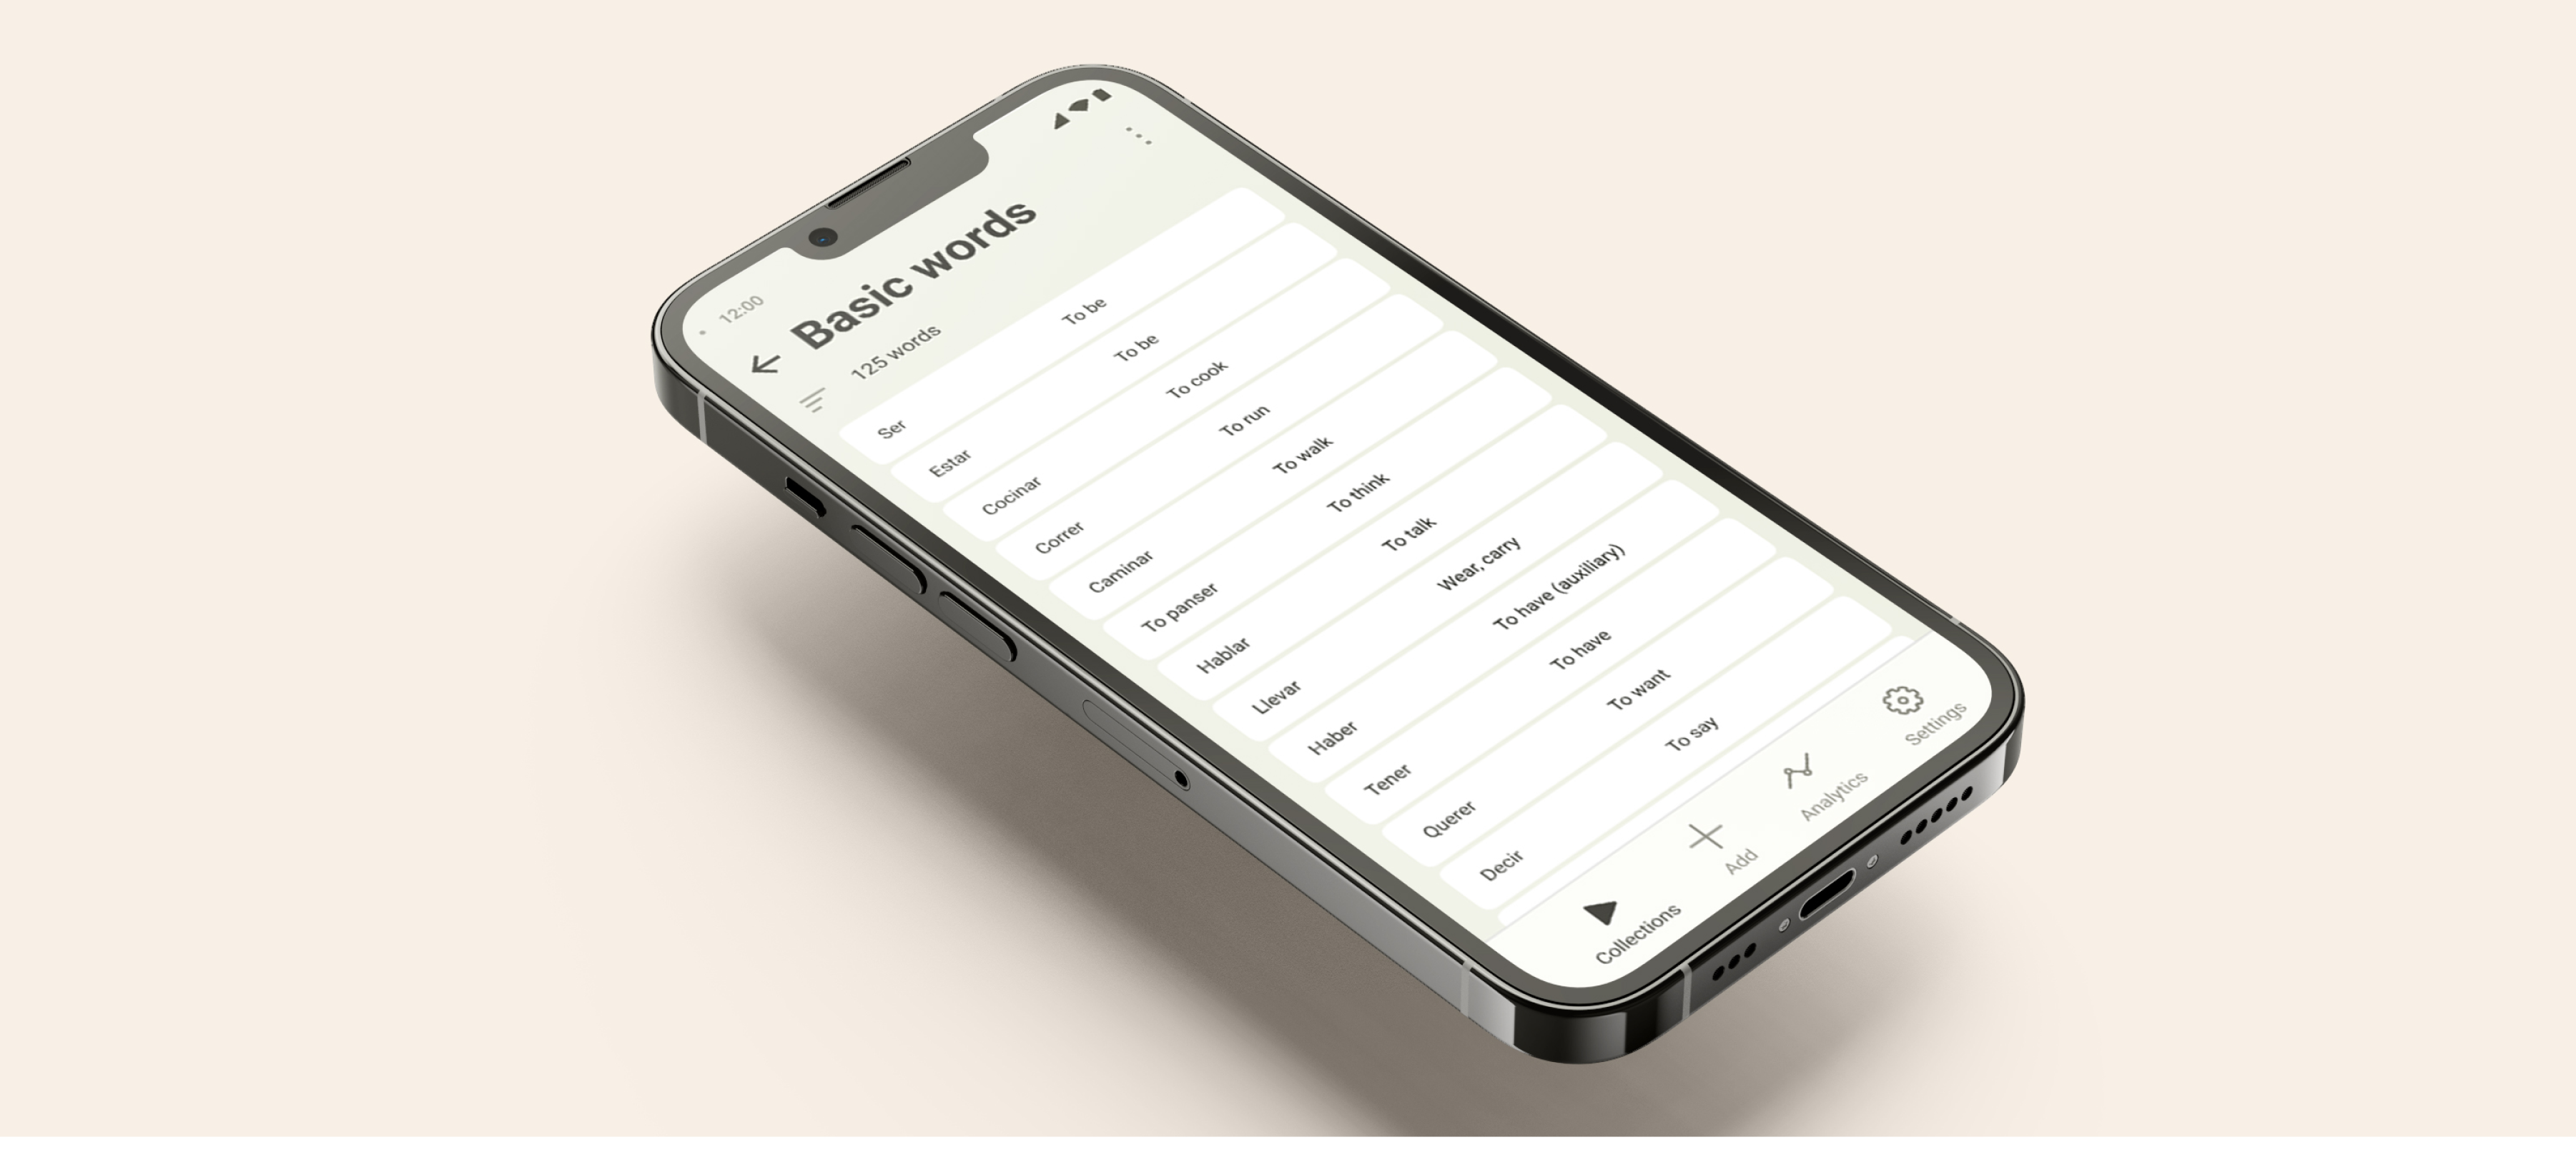 12:00
Basic words
125 words
Ser To be
Estar To be
Cocinar To cook
Correr To run
Caminar To walk
To panser To think
Hablar To talk
Llevar Wear, carry
Haber To have (auxiliary)
Tener To have
Querer To want
Decir To say
Collections Add Analytics Settings